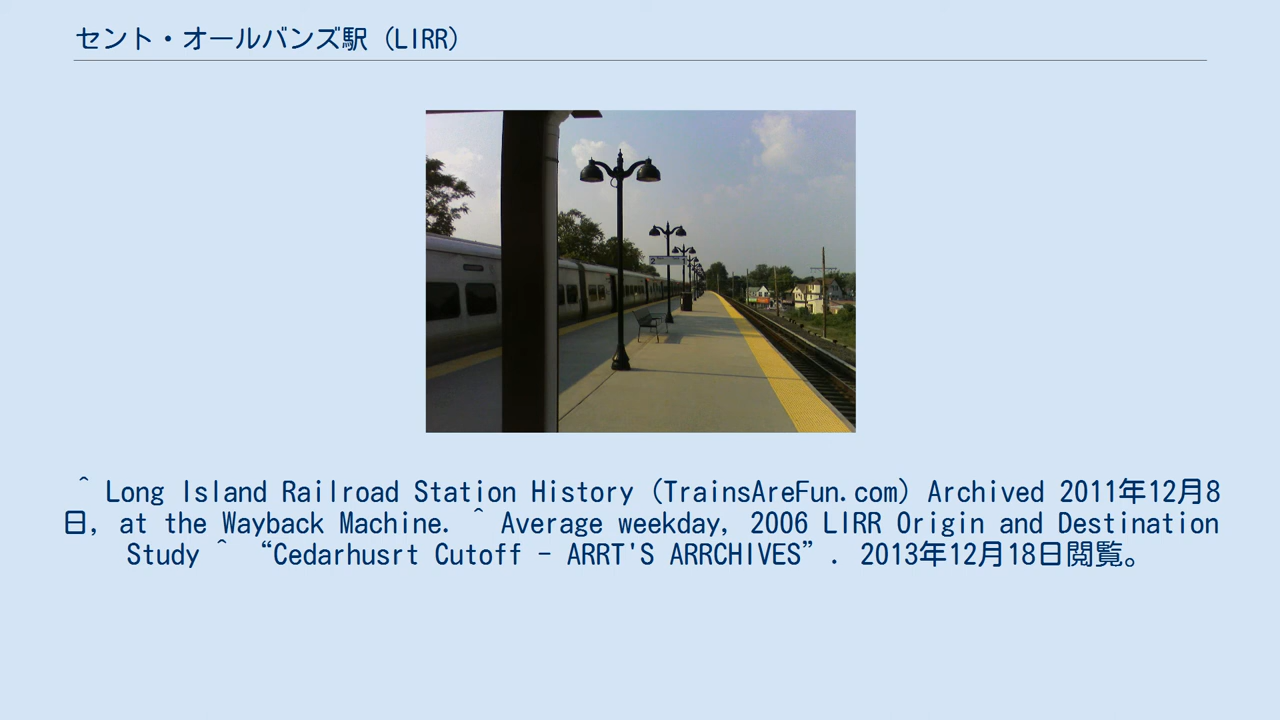 セント・オールバンズ駅 (LIRR)
2
^ Long Island Railroad Station History (TrainsAreFun.com) Archived 2011年12月8
日, at the Wayback Machine. ^ Average weekday, 2006 LIRR Origin and Destination
Study ^ “Cedarhusrt Cutoff - ARRT'S ARRCHIVES”. 2013年12月18日閲覧。